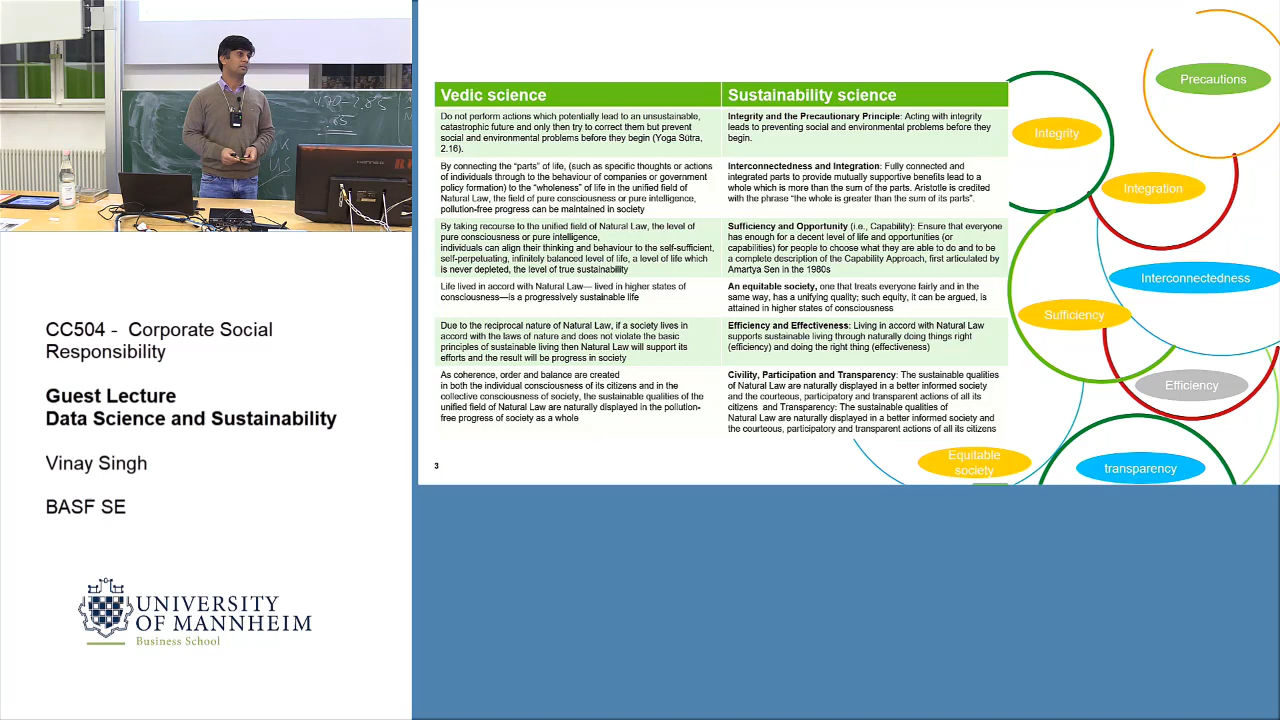 CC504 - Corporate Social
Responsibility
Guest Lecture
Data Science and Sustainability
Vinay Singh
BASF SE
UNIVERSITY
OF MANNHEIM
Business School
Vedic science
Sustainability science
Do not perform actions which potentially lead to an unsustainable,
catastrophic future and only then try to correct them but prevent
social and environmental problems before they begin (Yoga Sūtra,
2.16).
Integrity and the Precautionary Principle: Acting with integrity
leads to preventing social and environmental problems before they
begin.
By connecting the "parts" of life, (such as specific thoughts or actions
of individuals through to the behaviour of companies or government
policy formation) to the "wholeness" of life in the unified field of
Natural Law, the field of pure consciousness or pure intelligence,
pollution-free progress can be maintained in society
Interconnectedness and Integration: Fully connected and
integrated parts to provide mutually supportive benefits lead to a
whole which is more than the sum of the parts. Aristotle is credited
with the phrase "the whole is greater than the sum of its parts".
By taking recourse to the unified field of Natural Law, the level of
pure consciousness or pure intelligence,
individuals can align their thinking and behaviour to the self-sufficient,
self-perpetuating, infinitely balanced level of life, a level of life which
is never depleted, the level of true sustainability
Sufficiency and Opportunity (i.e., Capability): Ensure that everyone
has enough for a decent level of life and opportunities (or
capabilities) for people to choose what they are able to do and to be
a complete description of the Capability Approach, first articulated by
Amartya Sen in the 1980s
Life lived in accord with Natural Law— lived in higher states of
consciousness—is a progressively sustainable life
An equitable society, one that treats everyone fairly and in the
same way, has a unifying quality; such equity, it can be argued, is
attained in higher states of consciousness
Due to the reciprocal nature of Natural Law, if a society lives in
accord with the laws of nature and does not violate the basic
principles of sustainable living then Natural Law will support its
efforts and the result will be progress in society
Efficiency and Effectiveness: Living in accord with Natural Law
supports sustainable living through naturally doing things right
(efficiency) and doing the right thing (effectiveness)
As coherence, order and balance are created
in both the individual consciousness of its citizens and in the
collective consciousness of society, the sustainable qualities of the
unified field of Natural Law are naturally displayed in the pollution-
free progress of society as a whole
Civility, Participation and Transparency: The sustainable qualities
of Natural Law are naturally displayed in a better informed society
and the courteous, participatory and transparent actions of all its
citizens and Transparency: The sustainable qualities of
Natural Law are naturally displayed in a better informed society and
the courteous, participatory and transparent actions of all its citizens
3
Precautions
Integrity
Integration
Interconnectedness
Sufficiency
Efficiency
Equitable
society
transparency